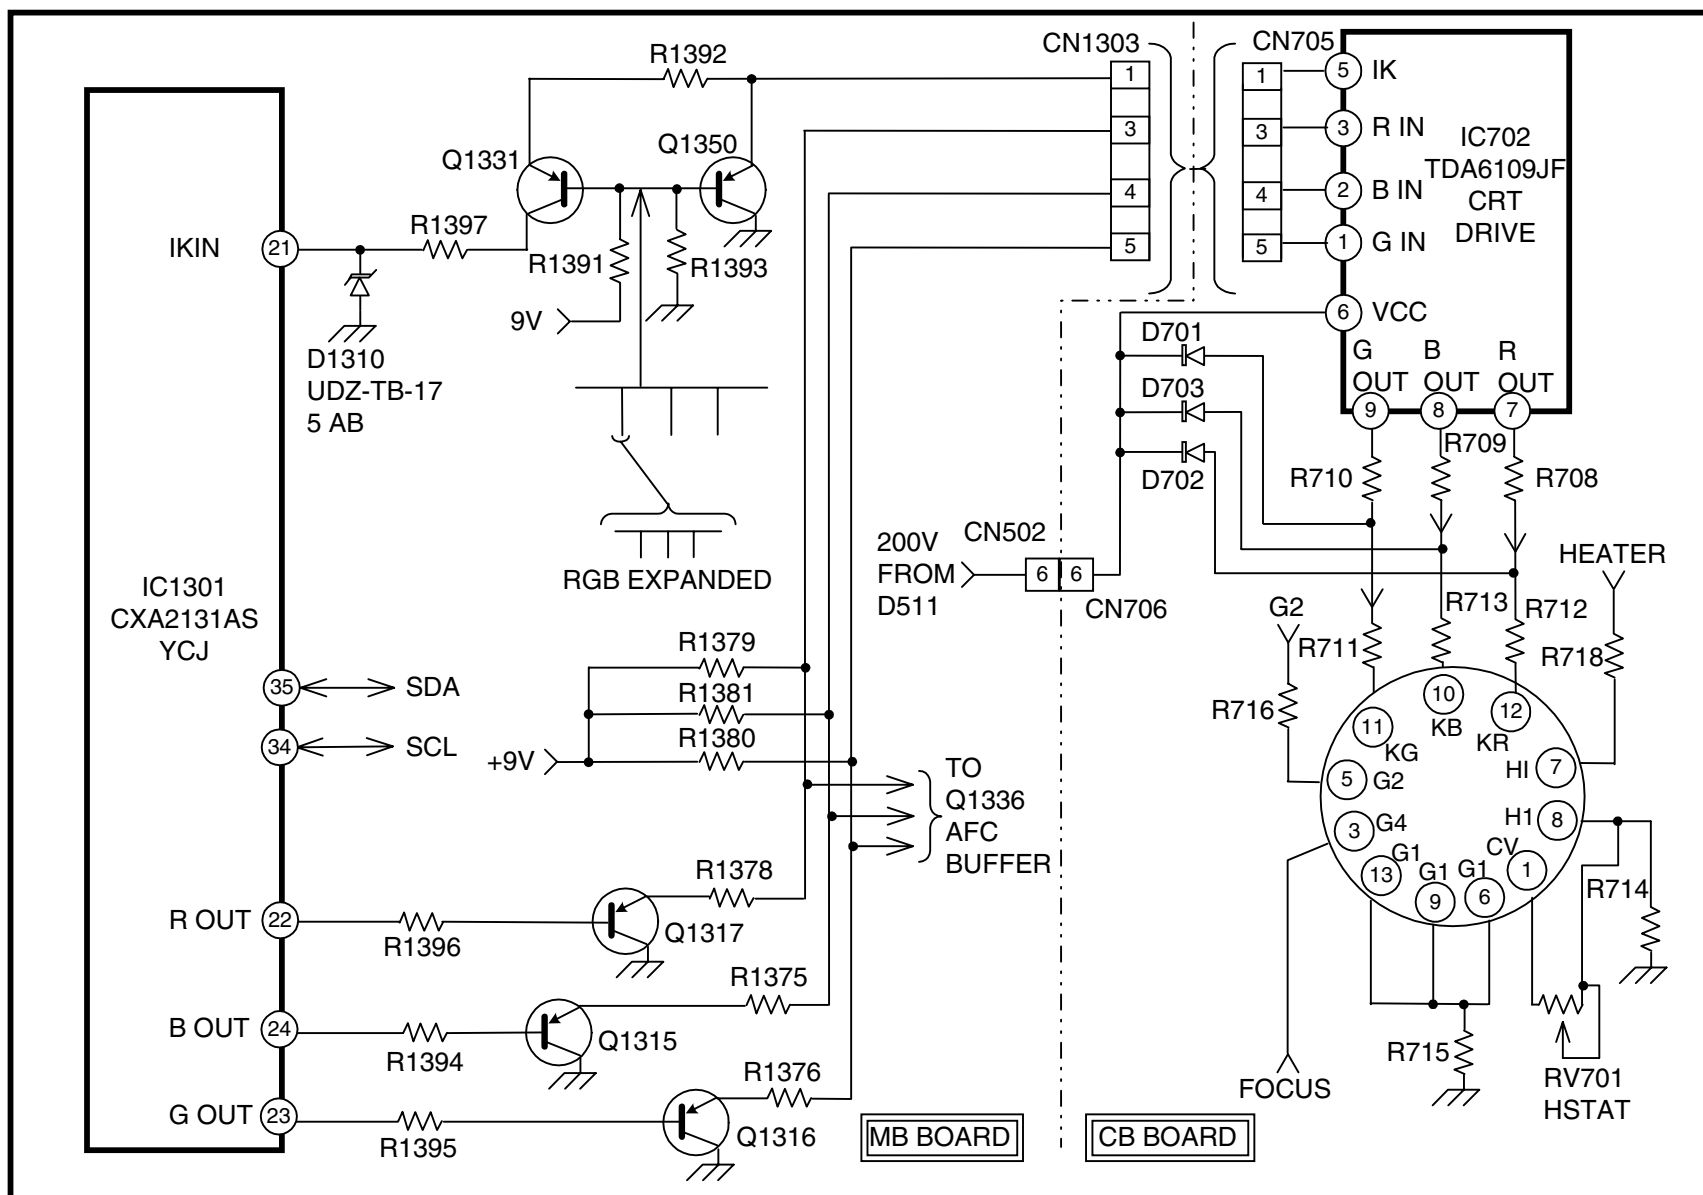 R1392
CN1303
CN705
1
1
5
IK
3
3
3
R IN
IC702
TDA6109JF
CRT
DRIVE
Q1331
Q1350
4
4
2
B IN
R1397
IKIN
21
5
5
1
G IN
R1391
R1393
9V
6
VCC
D1310
UDZ-TB-17
5 AB
D701
D703
D702
G
OUT
B
OUT
R
OUT
9
8
7
R709
R710
R708
200V
FROM
D511
CN502
6
6
CN706
RGB EXPANDED
HEATER
IC1301
CXA2131AS
YCJ
G2
R713
R712
R711
R718
R716
R1379
R1381
R1380
35
SDA
34
SCL
+9V
10
KB
11
KG
12
KR
HI
7
5
G2
3
G4
H1
8
13
G1
9
G1
6
G1
CV
1
TO
Q1336
AFC
BUFFER
R714
R OUT
22
R1396
R1378
Q1317
B OUT
24
R1394
R1375
Q1315
G OUT
23
R1395
R1376
Q1316
R715
FOCUS
RV701
HSTAT
MB BOARD
CB BOARD